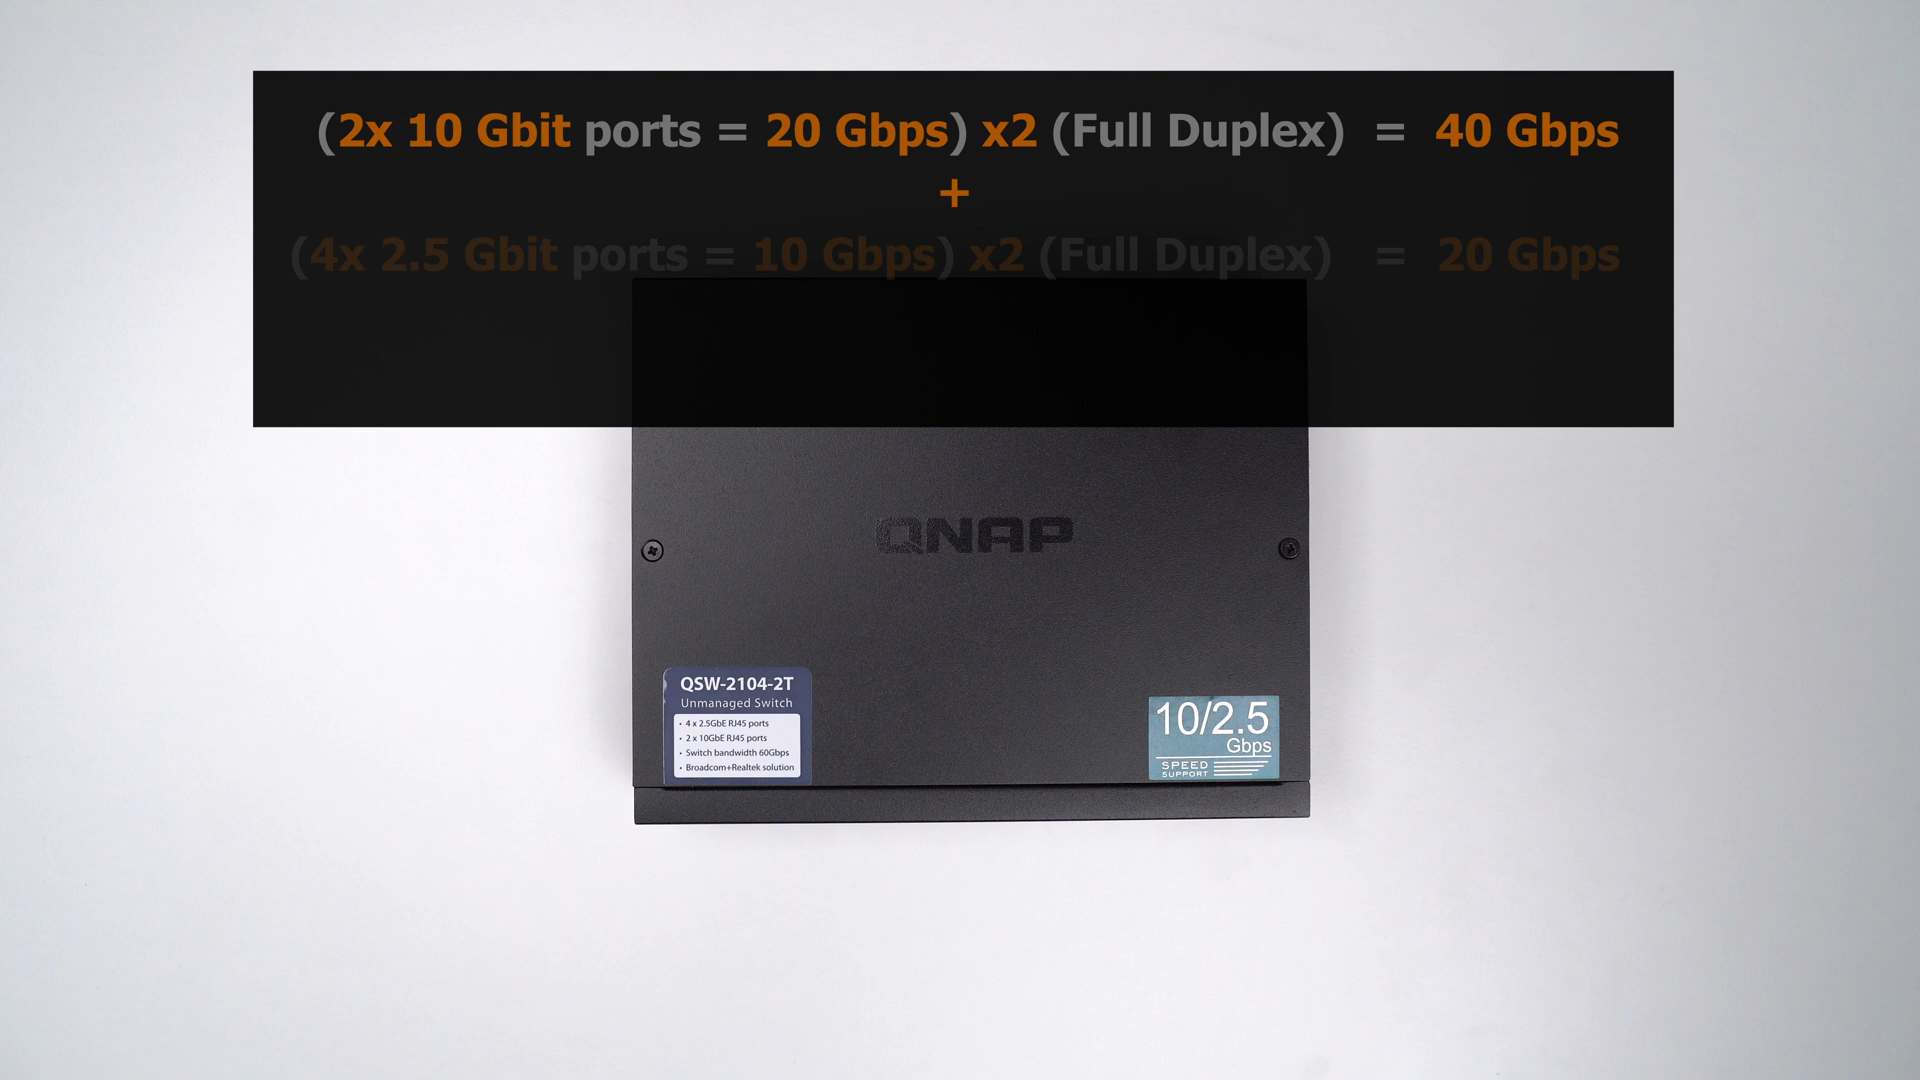 (2x 10 Gbit ports = 20 Gbps) x2 (Full Duplex) = 40 Gbps
+
(4x 2.5 Gbit ports = 10 Gbps) x2 (Full Duplex) = 20 Gbps
QNAP
QSW-2104-2T
Unmanaged Switch
• 4 x 2.5GbE RJ45 ports
• 2 x 10GbE RJ45 ports
• Switch bandwidth 60Gbps
• Broadcom+Realtek solution
10/2.5
Gbps
SPEED
SUPPORT